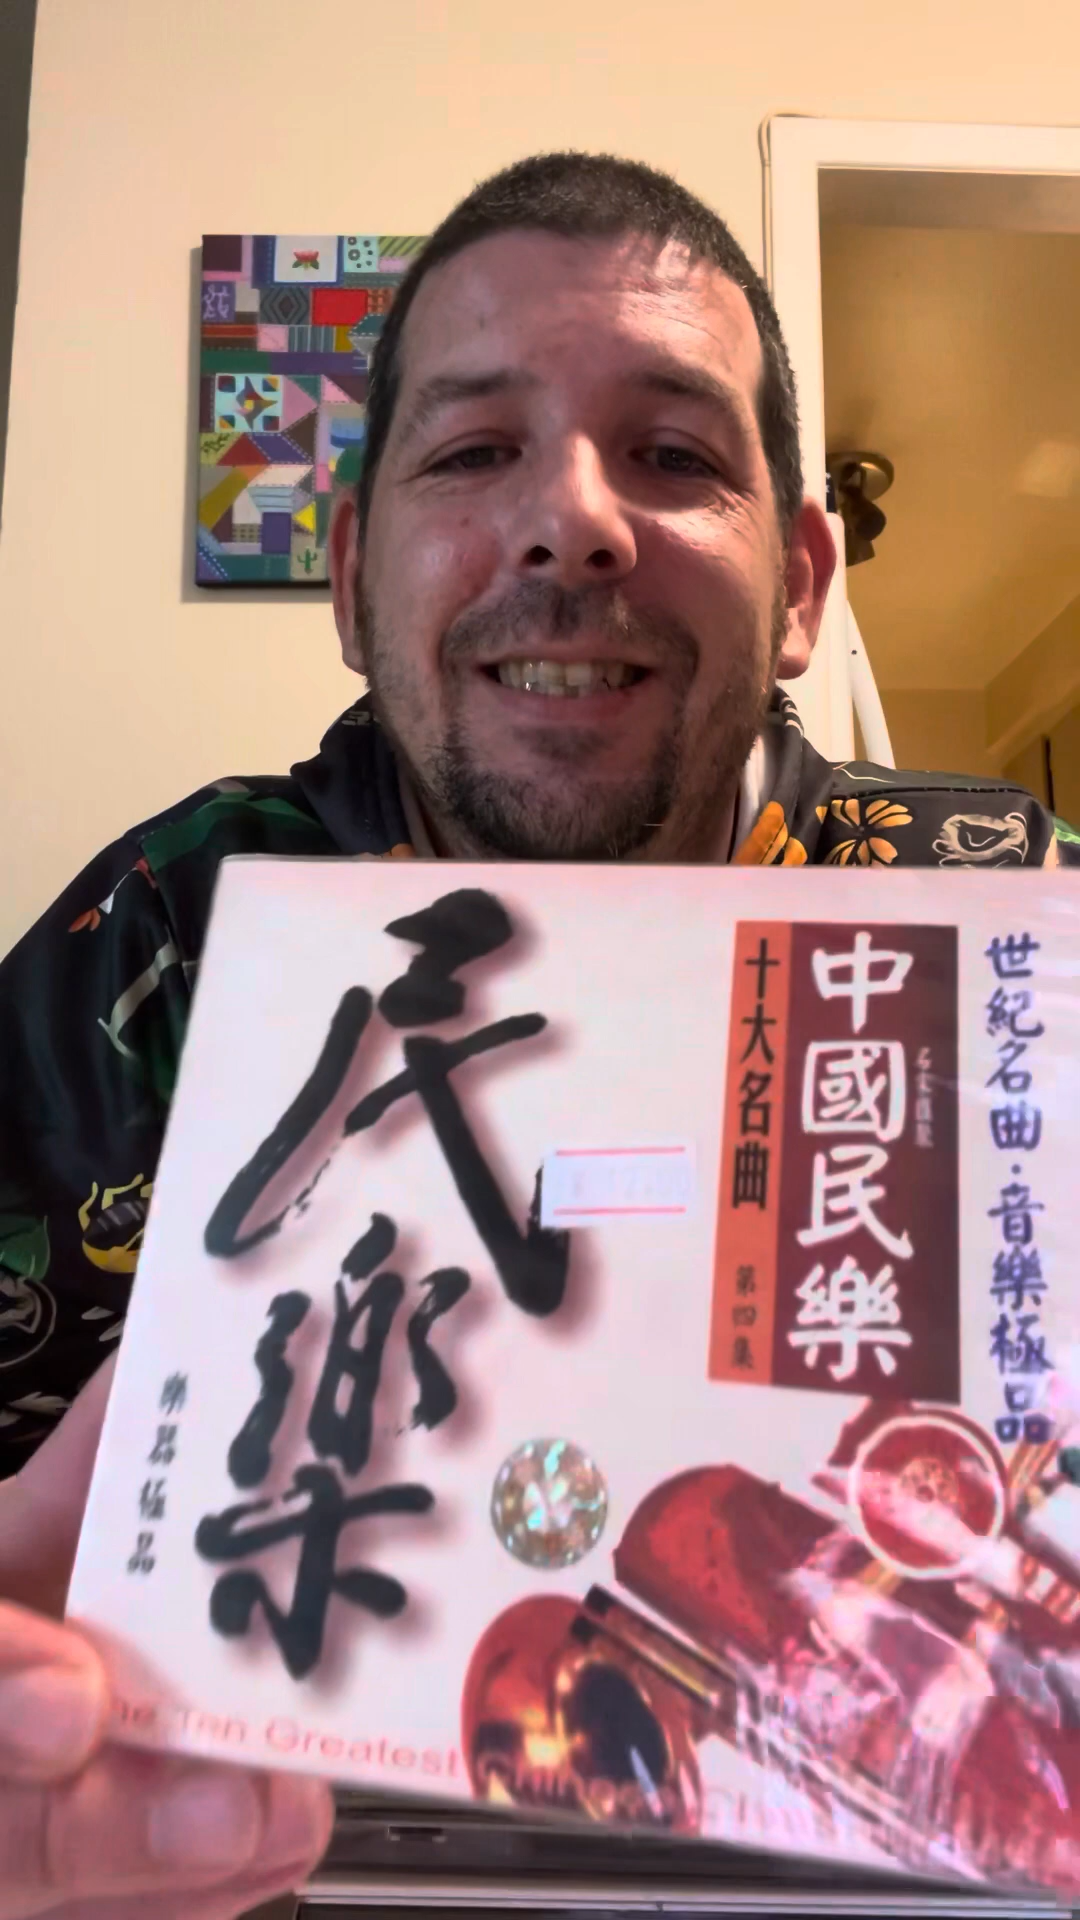 世紀名曲·音樂極品
中國民樂
十大名曲 第四集
民樂
樂器極品
The Ten Greatest Chinese